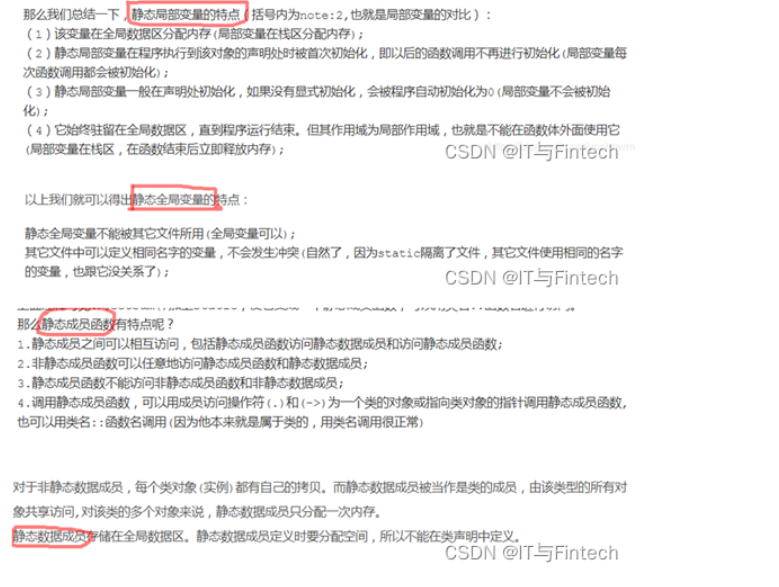 那么我们总结一下，静态局部变量的特点（括号内为note:2,也就是局部变量的对比）：
（1）该变量在全局数据区分配内存(局部变量在栈区分配内存)；
（2）静态局部变量在程序执行到该对象的声明处时被首次初始化，即以后的函数调用不再进行初始化(局部变量每
次函数调用都会被初始化)；
（3）静态局部变量一般在声明处初始化，如果没有显式初始化，会被程序自动初始化为0(局部变量不会被初始
化)；
（4）它始终驻留在全局数据区，直到程序运行结束。但其作用域为局部作用域，也就是不能在函数体外面使用它
(局部变量在栈区，在函数结束后立即释放内存)；
CSDN @IT与Fintech
以上我们就可以得出静态全局变量的特点：
静态全局变量不能被其它文件所用(全局变量可以)；
其它文件中可以定义相同名字的变量，不会发生冲突(自然了，因为static隔离了文件，其它文件使用相同的名字
的变量，也跟它没关系了)；
CSDN @IT与Fintech
那么静态成员函数有特点呢？
1.静态成员之间可以相互访问，包括静态成员函数访问静态数据成员和访问静态成员函数；
2.非静态成员函数可以任意地访问静态成员函数和静态数据成员；
3.静态成员函数不能访问非静态成员函数和非静态数据成员；
4.调用静态成员函数，可以用成员访问操作符(.)和(->)为一个类的对象或指向类对象的指针调用静态成员函数,
也可以用类名::函数名调用(因为他本来就是属于类的，用类名调用很正常)
对于非静态数据成员，每个类对象(实例)都有自己的拷贝。而静态数据成员被当作是类的成员，由该类型的所有对
象共享访问,对该类的多个对象来说，静态数据成员只分配一次内存。
静态数据成员存储在全局数据区。静态数据成员定义时要分配空间，所以不能在类声明中定义。
CSDN @IT与Fintech